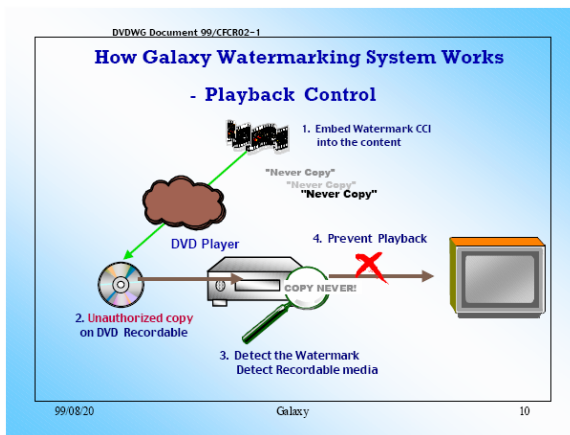 DVDWG Document 99/CFCR02-1
How Galaxy Watermarking System Works
- Playback Control
1. Embed Watermark CCI
into the content
"Never Copy"
"Never Copy"
"Never Copy"
DVD Player
4. Prevent Playback
COPY NEVER!
2. Unauthorized copy
on DVD Recordable
3. Detect the Watermark
Detect Recordable media
99/08/20
Galaxy
10